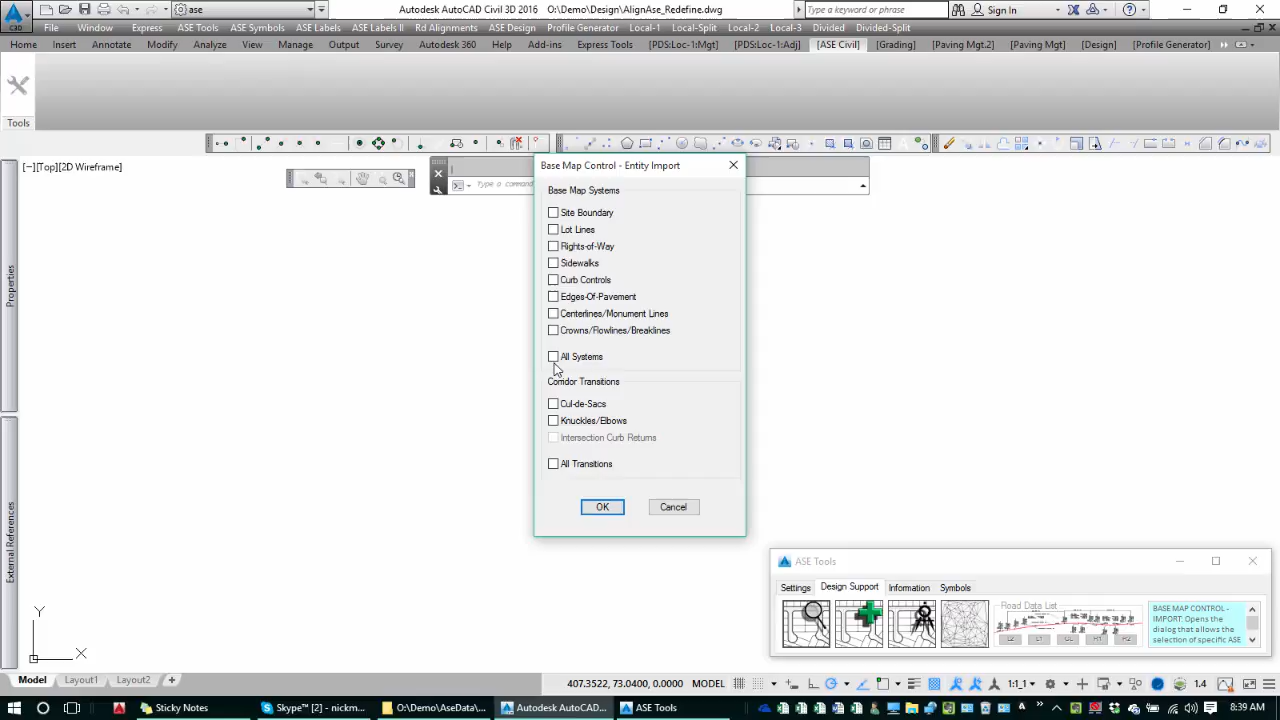 C3D
ase
Autodesk AutoCAD Civil 3D 2016 O:\Demo\Design\AlignAse_Redefine.dwg
Type a keyword or phrase
Sign In
File Window Express ASE Tools ASE Symbols ASE Labels ASE Labels II Rd Alignments ASE Design Profile Generator Local-1 Local-Split Local-2 Local-3 Divided Divided-Split
Home Insert Annotate Modify Analyze View Manage Output Survey Autodesk 360 Help Add-ins Express Tools [PDS:Loc-1:Mgt] [PDS:Loc-1:Adj] [ASE Civil] [Grading] [Paving Mgt.2] [Paving Mgt] [Design] [Profile Generator]
Tools
[−][Top][2D Wireframe]
Type a command
Base Map Control - Entity Import
Base Map Systems
Site Boundary
Lot Lines
Rights-of-Way
Sidewalks
Curb Controls
Edges-Of-Pavement
Centerlines/Monument Lines
Crowns/Flowlines/Breaklines
All Systems
Corridor Transitions
Cul-de-Sacs
Knuckles/Elbows
Intersection Curb Returns
All Transitions
OK Cancel
Properties
External References
ASE Tools
Settings Design Support Information Symbols
Road Data List
BASE MAP CONTROL -
IMPORT: Opens the
dialog that allows the
selection of specific ASE
Y
X
Model Layout1 Layout2 +
407.3522, 73.0400, 0.0000 MODEL 1:1_1 1.4
Sticky Notes Skype™ [2] - nickm... O:\Demo\AseData\... Autodesk AutoCAD... ASE Tools 8:39 AM